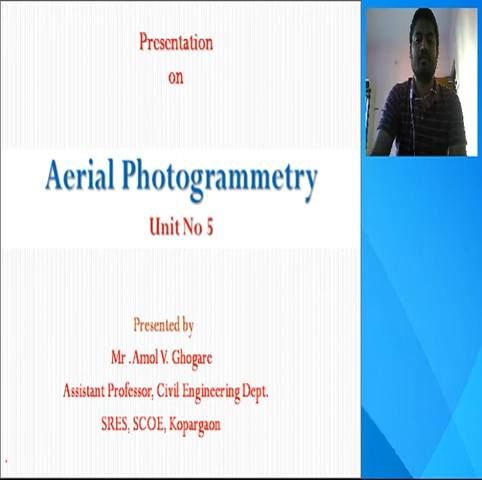 Presentation
on
Aerial Photogrammetry
Unit No 5
Presented by
Mr .Amol V. Ghogare
Assistant Professor, Civil Engineering Dept.
SRES, SCOE, Kopargaon